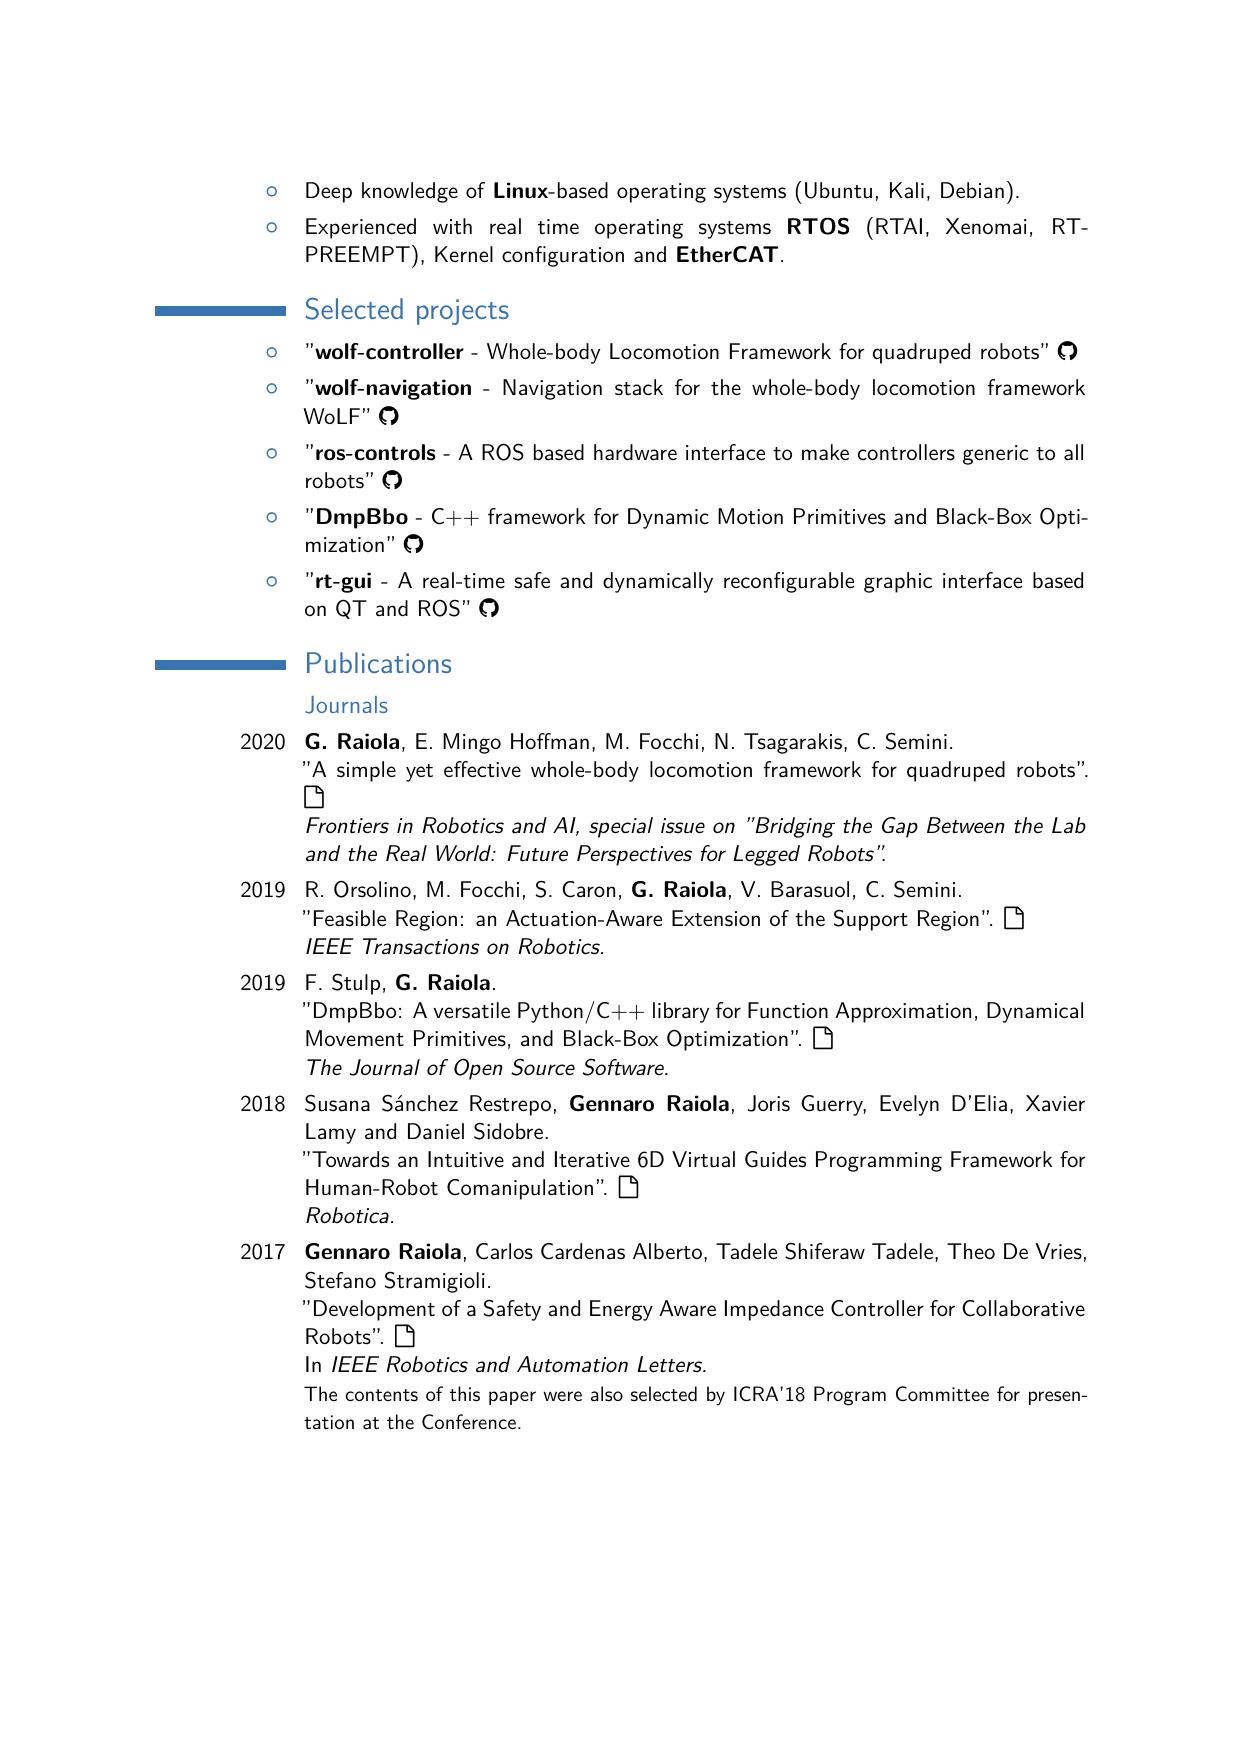 Deep knowledge of Linux-based operating systems (Ubuntu, Kali, Debian).
Experienced with real time operating systems RTOS (RTAI, Xenomai, RT-
PREEMPT), Kernel configuration and EtherCAT.
Selected projects
”wolf-controller - Whole-body Locomotion Framework for quadruped robots”
”wolf-navigation - Navigation stack for the whole-body locomotion framework
WoLF”
”ros-controls - A ROS based hardware interface to make controllers generic to all
robots”
”DmpBbo - C++ framework for Dynamic Motion Primitives and Black-Box Opti-
mization”
”rt-gui - A real-time safe and dynamically reconfigurable graphic interface based
on QT and ROS”
Publications
Journals
2020 G. Raiola, E. Mingo Hoffman, M. Focchi, N. Tsagarakis, C. Semini.
”A simple yet effective whole-body locomotion framework for quadruped robots”.
Frontiers in Robotics and AI, special issue on ”Bridging the Gap Between the Lab
and the Real World: Future Perspectives for Legged Robots”.
2019 R. Orsolino, M. Focchi, S. Caron, G. Raiola, V. Barasuol, C. Semini.
”Feasible Region: an Actuation-Aware Extension of the Support Region”.
IEEE Transactions on Robotics.
2019 F. Stulp, G. Raiola.
”DmpBbo: A versatile Python/C++ library for Function Approximation, Dynamical
Movement Primitives, and Black-Box Optimization”.
The Journal of Open Source Software.
2018 Susana Sánchez Restrepo, Gennaro Raiola, Joris Guerry, Evelyn D'Elia, Xavier
Lamy and Daniel Sidobre.
”Towards an Intuitive and Iterative 6D Virtual Guides Programming Framework for
Human-Robot Comanipulation”.
Robotica.
2017 Gennaro Raiola, Carlos Cardenas Alberto, Tadele Shiferaw Tadele, Theo De Vries,
Stefano Stramigioli.
”Development of a Safety and Energy Aware Impedance Controller for Collaborative
Robots”.
In IEEE Robotics and Automation Letters.
The contents of this paper were also selected by ICRA'18 Program Committee for presen-
tation at the Conference.